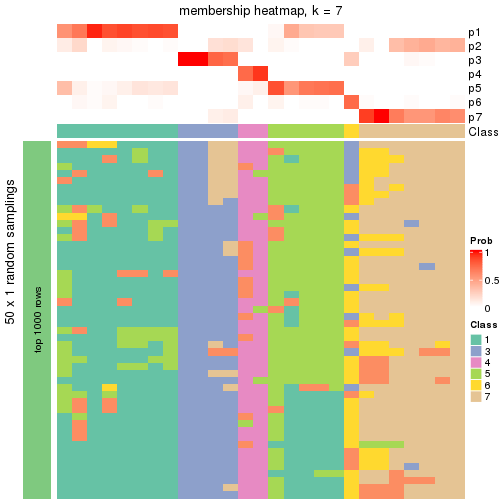 membership heatmap, k = 7
p1
p2
p3
p4
p5
p6
p7
Class
50 x 1 random samplings
top 1000 rows
Prob
1
0.5
0
Class
1
3
4
5
6
7